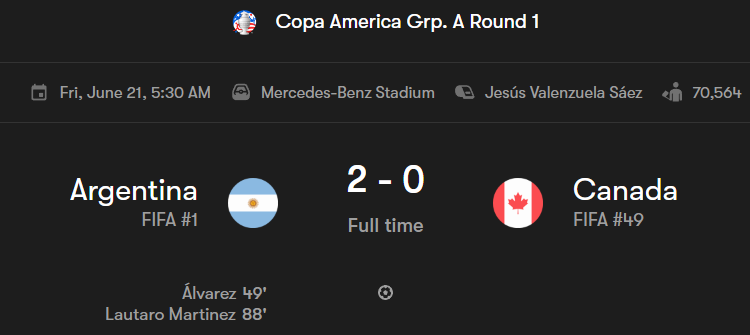 Copa America Grp. A Round 1
Fri, June 21, 5:30 AM Mercedes-Benz Stadium Jesús Valenzuela Sáez 70,564
Argentina 2 - 0 Canada
FIFA #1 Full time FIFA #49
Álvarez 49'
Lautaro Martinez 88'